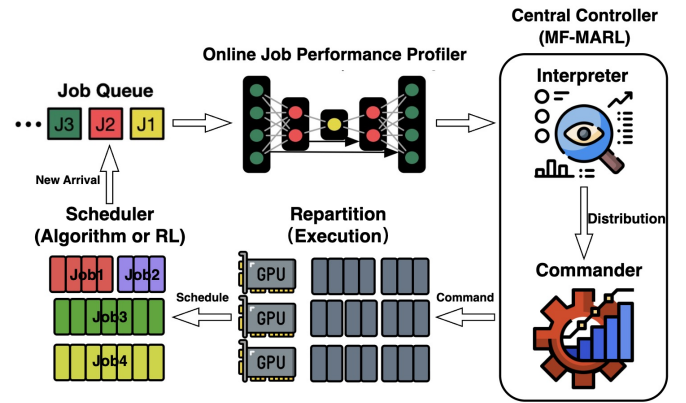 Central Controller
(MF-MARL)
Online Job Performance Profiler
Interpreter
Job Queue
••• J3 J2 J1
New Arrival
Distribution
Scheduler
(Algorithm or RL)
Repartition
(Execution)
Commander
Job1 Job2
GPU
Schedule
Command
Job3
GPU
Job4
GPU